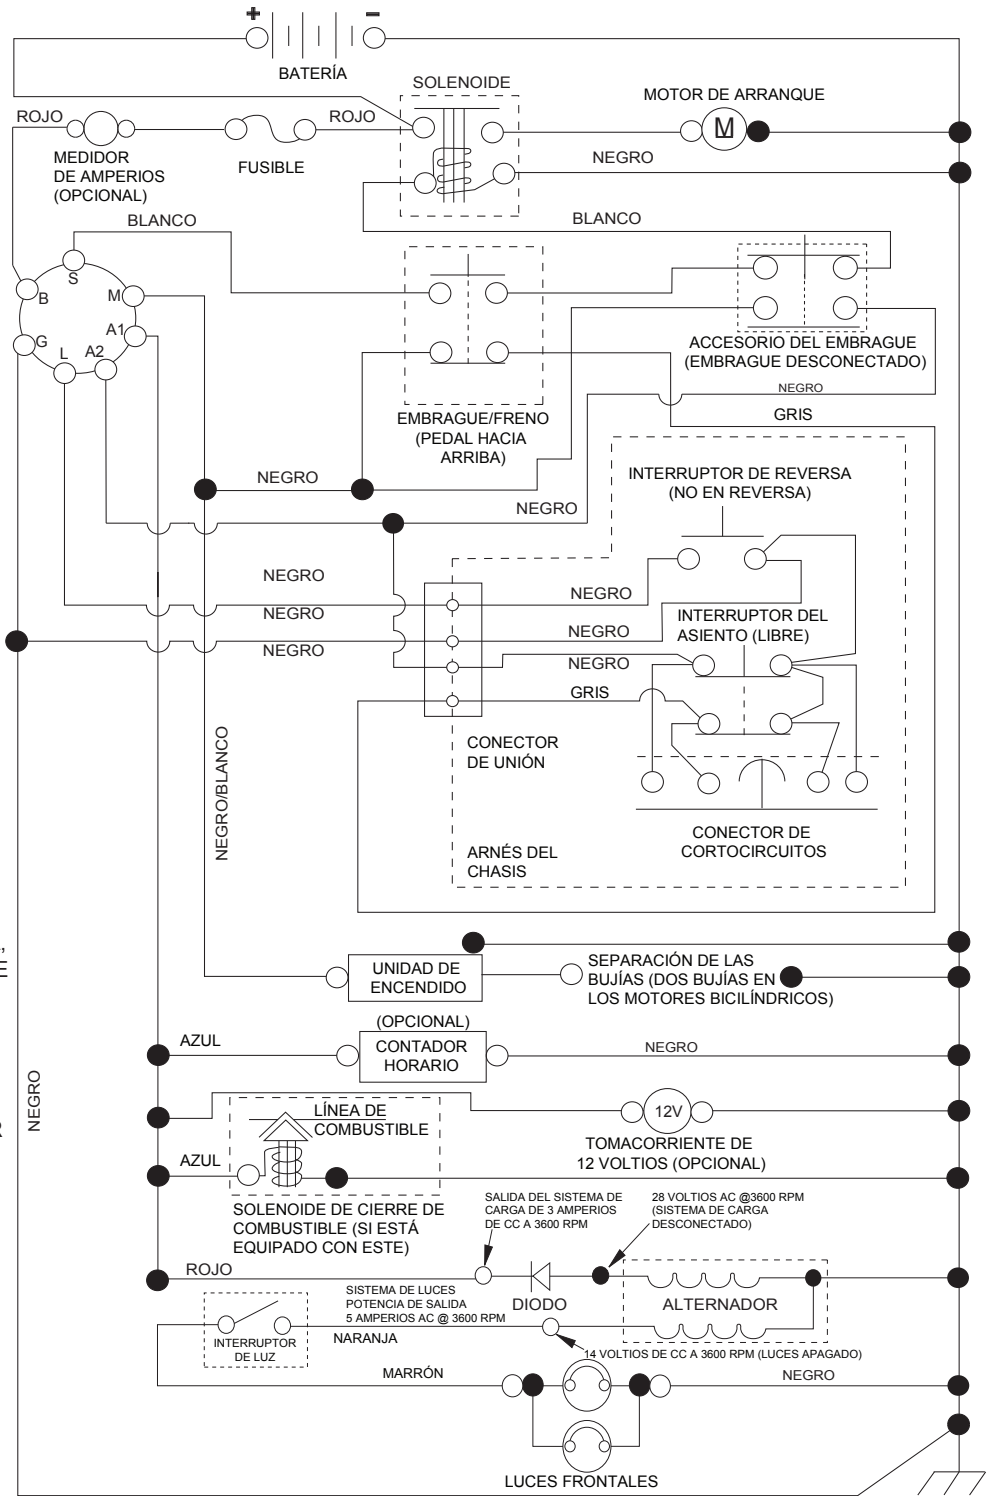 + −
BATERÍA
SOLENOIDE
MOTOR DE ARRANQUE
ROJO
ROJO
M
MEDIDOR
DE AMPERIOS
(OPCIONAL)
FUSIBLE
NEGRO
BLANCO
BLANCO
S
B
M
G
A1
L
A2
ACCESORIO DEL EMBRAGUE
(EMBRAGUE DESCONECTADO)
NEGRO
EMBRAGUE/FRENO
(PEDAL HACIA
ARRIBA)
GRIS
NEGRO
INTERRUPTOR DE REVERSA
(NO EN REVERSA)
NEGRO
NEGRO
NEGRO
NEGRO
INTERRUPTOR DEL
ASIENTO (LIBRE)
NEGRO
NEGRO
NEGRO
GRIS
CONECTOR
DE UNIÓN
NEGRO/BLANCO
CONECTOR DE
CORTOCIRCUITOS
ARNÉS DEL
CHASIS
UNIDAD DE
ENCENDIDO
SEPARACIÓN DE LAS
BUJÍAS (DOS BUJÍAS EN
LOS MOTORES BICILÍNDRICOS)
(OPCIONAL)
AZUL
CONTADOR
HORARIO
NEGRO
NEGRO
LÍNEA DE
COMBUSTIBLE
12V
TOMACORRIENTE DE
12 VOLTIOS (OPCIONAL)
AZUL
SOLENOIDE DE CIERRE DE
COMBUSTIBLE (SI ESTÁ
EQUIPADO CON ESTE)
SALIDA DEL SISTEMA DE
CARGA DE 3 AMPERIOS
DE CC A 3600 RPM
28 VOLTIOS AC @3600 RPM
(SISTEMA DE CARGA
DESCONECTADO)
ROJO
DIODO
ALTERNADOR
SISTEMA DE LUCES
POTENCIA DE SALIDA
5 AMPERIOS AC @ 3600 RPM
INTERRUPTOR
DE LUZ
NARANJA
14 VOLTIOS DE CC A 3600 RPM (LUCES APAGADO)
MARRÓN
NEGRO
LUCES FRONTALES